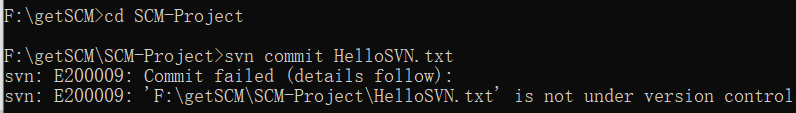 F:\getSCM>cd SCM-Project
F:\getSCM\SCM-Project>svn commit HelloSVN.txt
svn: E200009: Commit failed (details follow):
svn: E200009: 'F:\getSCM\SCM-Project\HelloSVN.txt' is not under version control